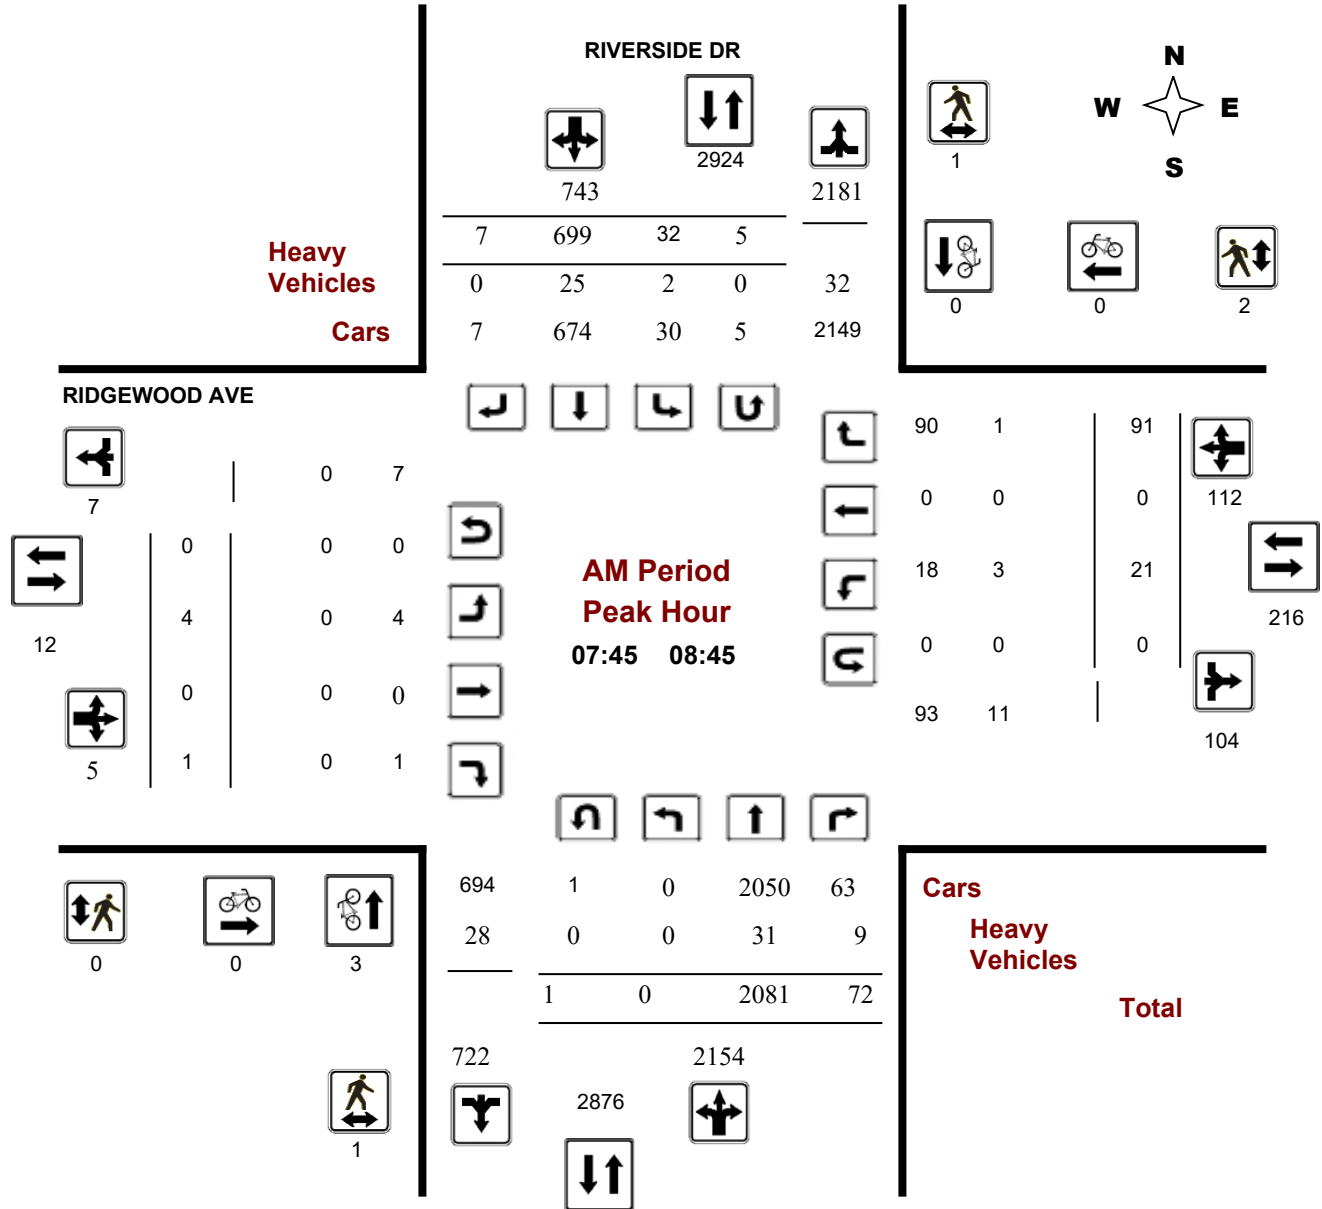 RIVERSIDE DR
N
W E
S
2924
1
743 2181
7 699 32 5
Heavy
Vehicles
0 25 2 0 32
0 0 2
Cars
7 674 30 5 2149
RIDGEWOOD AVE
90 1 91
0 7
7
0 0 0 112
0 0 0
AM Period
18 3 21
Peak Hour
4 0 4
216
12
07:45 08:45
0 0 0
0 0 0
93 11
104
5
1 0 1
694 1 0 2050 63
Cars
28 0 0 31 9
Heavy
Vehicles
0 0 3
1 0 2081 72
Total
722 2154
2876
1